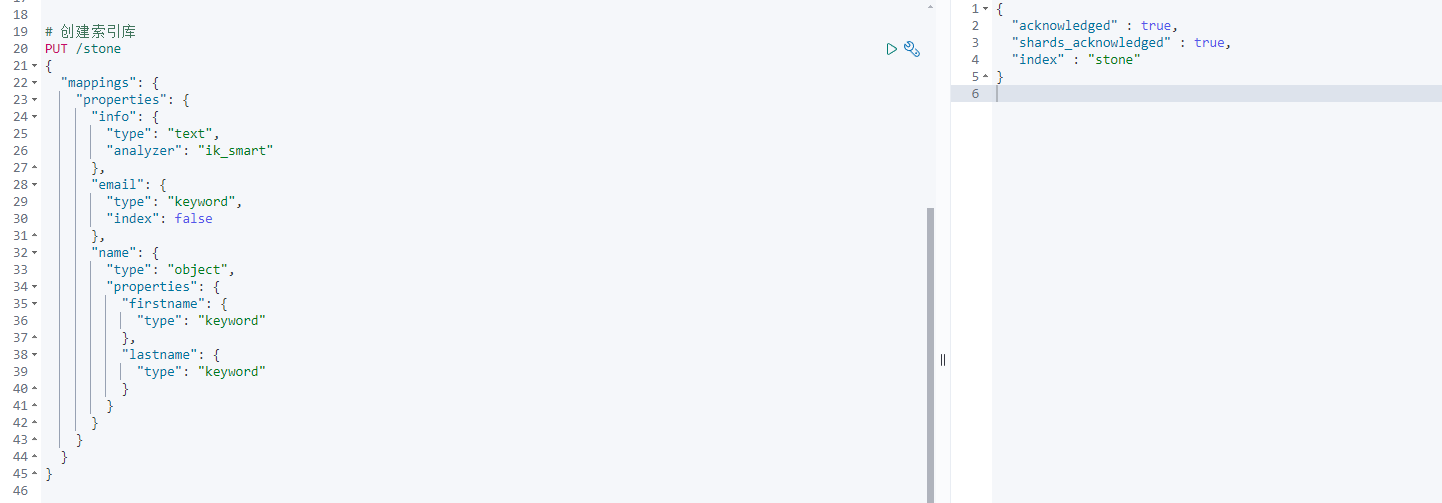 18
19 # 创建索引库
20 PUT /stone
21 {
22   "mappings": {
23     "properties": {
24       "info": {
25         "type": "text",
26         "analyzer": "ik_smart"
27       },
28       "email": {
29         "type": "keyword",
30         "index": false
31       },
32       "name": {
33         "type": "object",
34         "properties": {
35           "firstname": {
36             "type": "keyword"
37           },
38           "lastname": {
39             "type": "keyword"
40           }
41         }
42       }
43     }
44   }
45 }
46
1 {
2   "acknowledged" : true,
3   "shards_acknowledged" : true,
4   "index" : "stone"
5 }
6